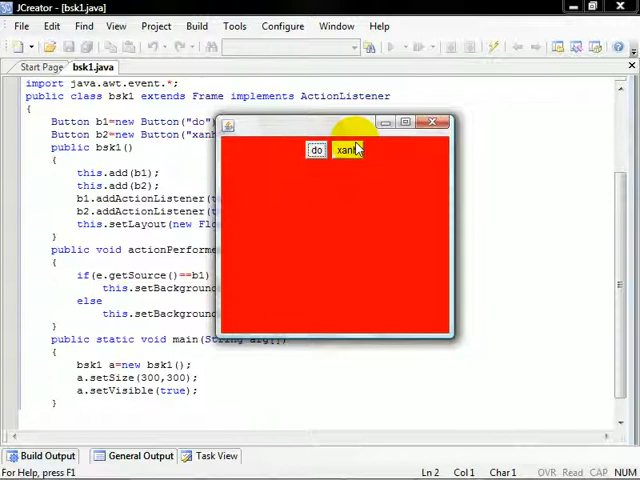 JCreator - [bsk1.java]
File Edit View Project Build Tools Configure Window Help
Start Page bsk1.java
import java.awt.event.*;
public class bsk1 extends Frame implements ActionListener
{
Button b1=new Button("do")
Button b2=new Button("xanh
public bsk1()
{
do xanh
this.add(b1);
this.add(b2);
b1.addActionListener(t
b2.addActionListener(t
this.setLayout(new Flo
}
public void actionPerforme
{
if(e.getSource()==b1)
this.setBackground
else
this.setBackground
}
public static void main(String arg[])
{
bsk1 a=new bsk1();
a.setSize(300,300);
a.setVisible(true);
}
Build Output General Output Task View
For Help, press F1 Ln 2 Col 1 Char 1 OVR Read CAP NUM